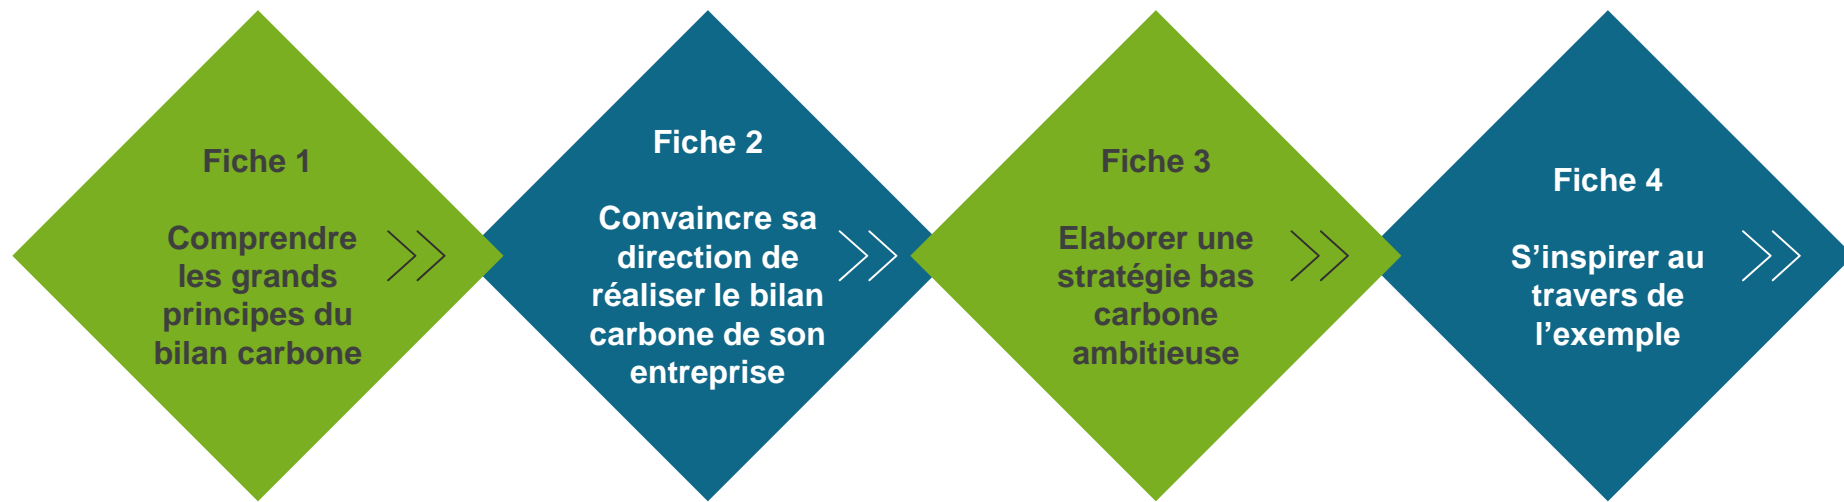 Fiche 1
Comprendre
les grands
principes du
bilan carbone
Fiche 2
Convaincre sa
direction de
réaliser le bilan
carbone de son
entreprise
Fiche 3
Elaborer une
stratégie bas
carbone
ambitieuse
Fiche 4
S’inspirer au
travers de
l’exemple